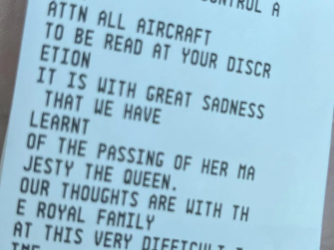 CONTROL A
ATTN ALL AIRCRAFT
TO BE READ AT YOUR DISCR
ETION
IT IS WITH GREAT SADNESS
THAT WE HAVE
LEARNT
OF THE PASSING OF HER MA
JESTY THE QUEEN.
OUR THOUGHTS ARE WITH TH
E ROYAL FAMILY
AT THIS VERY DIFFICULT